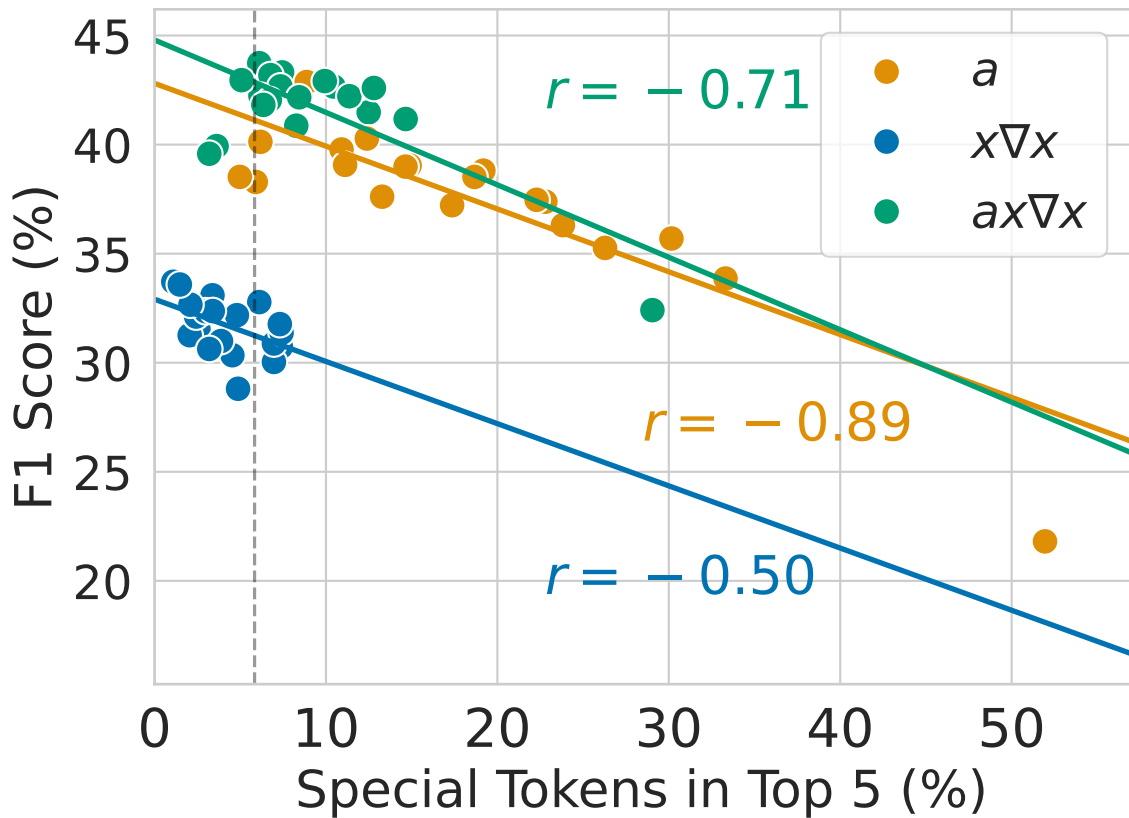 45
40
35
30
25
20
F1 Score (%)
0 10 20 30 40 50
Special Tokens in Top 5 (%)
r = − 0.71
r = − 0.89
r = − 0.50
a
x∇x
ax∇x